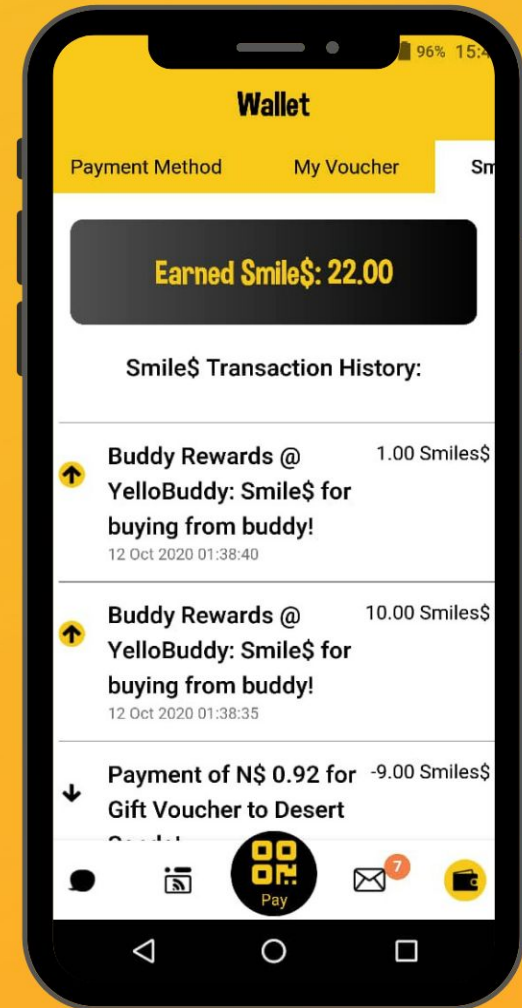 96% 15:4
Wallet
Payment Method My Voucher Sm
Earned Smile$: 22.00
Smile$ Transaction History:
Buddy Rewards @ 1.00 Smiles$
YelloBuddy: Smile$ for
buying from buddy!
12 Oct 2020 01:38:40
Buddy Rewards @ 10.00 Smiles$
YelloBuddy: Smile$ for
buying from buddy!
12 Oct 2020 01:38:35
Payment of N$ 0.92 for -9.00 Smiles$
Gift Voucher to Desert
7
Pay